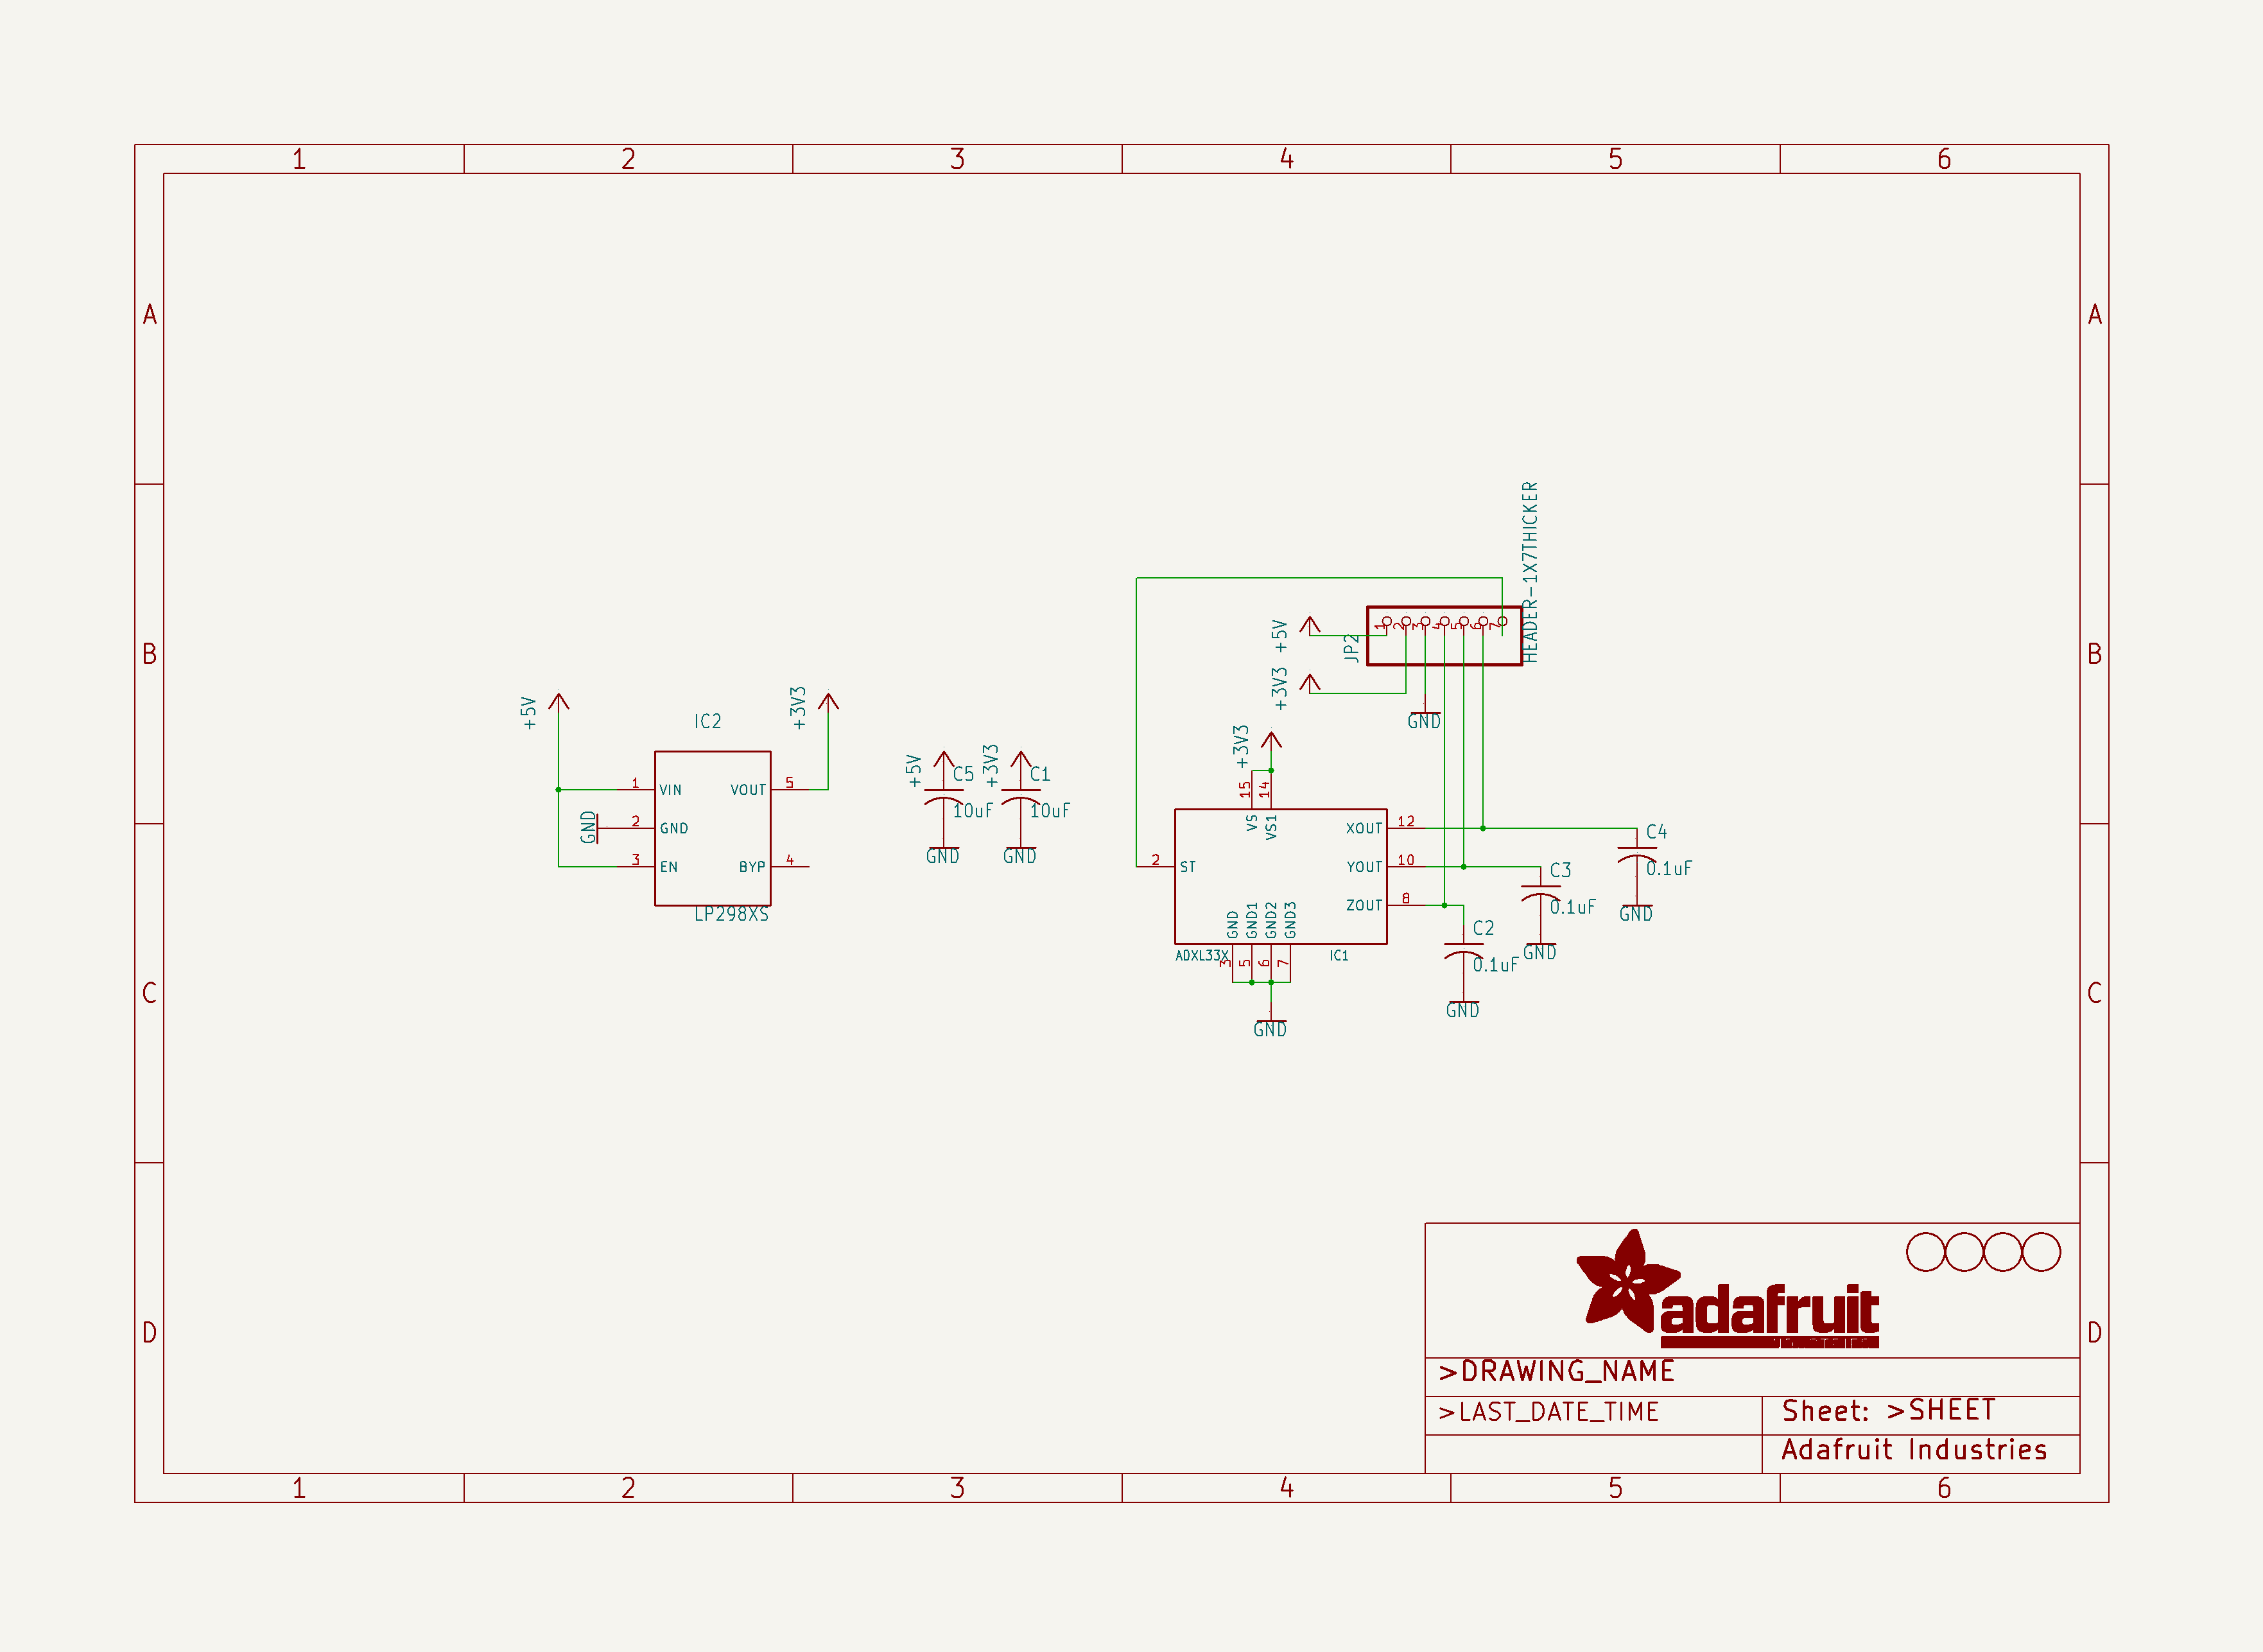 1 2 3 4 5 6
A A
B B
C C
D D
HEADER-1X7THICKER
JP2
1 2 3 4 5 6 7
+5V
+3V3
GND
+5V
+3V3
IC2
1 VIN
2 GND
3 EN
VOUT 5
BYP 4
GND
LP298XS
+5V
C5
10uF
GND
+3V3
C1
10uF
GND
+3V3
15 14
VS VS1
2 ST
XOUT 12
YOUT 10
ZOUT 8
GND GND1 GND2 GND3
ADXL33X
IC1
3 5 6 7
GND
C4
0.1uF
GND
C3
0.1uF
GND
C2
0.1uF
GND
adafruit
>DRAWING_NAME
>LAST_DATE_TIME
Sheet: >SHEET
Adafruit Industries
1 2 3 4 5 6